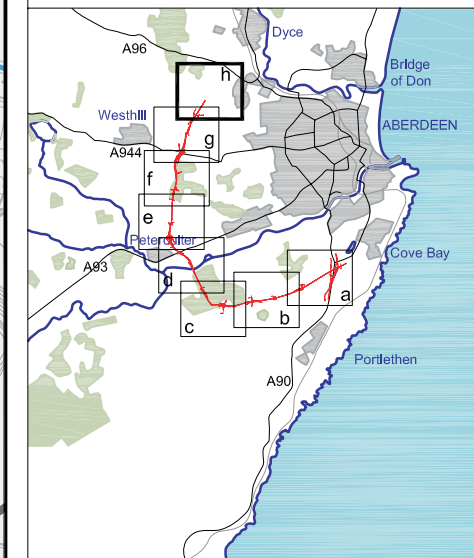 Dyce
A96
Bridge
of Don
h
Westhill
ABERDEEN
g
A944
f
e
Peterculter
Cove Bay
A93
d
a
c
b
Portlethen
A90